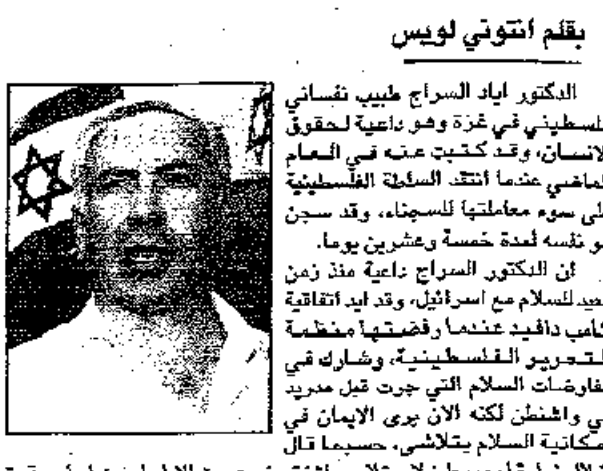 بقلم انتوني لويس
الدكتور اياد السراج طبيب نفساني
فلسطيني في غزة وهو داعية لحقوق
الانسان، وقد كتبت عنه في العام
الماضي عندما انتقد السلطة الفلسطينية
على سوء معاملتها للسجناء، وقد سجن
هو نفسه لمدة خمسة وعشرين يوما.
ان الدكتور السراج داعية منذ زمن
بعيد للسلام مع اسرائيل، وقد ايد اتفاقية
كامب دافيد عندما رفضتها منظمة
التحرير الفلسطينية، وشارك في
مفاوضات السلام التي جرت قبل مدريد
في واشنطن لكنه الان يرى الايمان في
امكانية السلام يتلاشى، حسبما قال